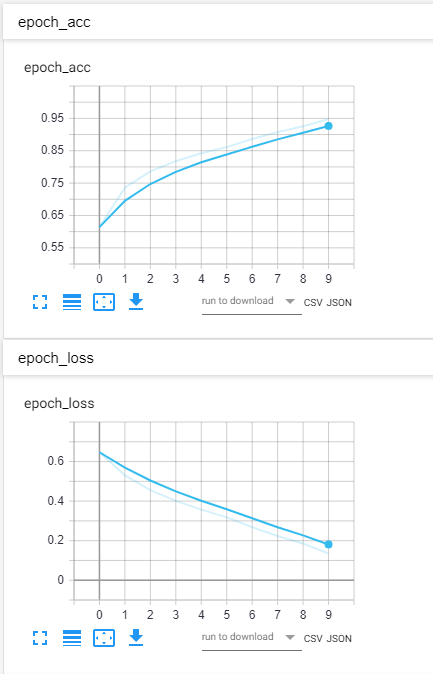 epoch_acc
epoch_acc
0.95
0.85
0.75
0.65
0.55
0 1 2 3 4 5 6 7 8 9
run to download CSV JSON
epoch_loss
epoch_loss
0.6
0.4
0.2
0
0 1 2 3 4 5 6 7 8 9
run to download CSV JSON